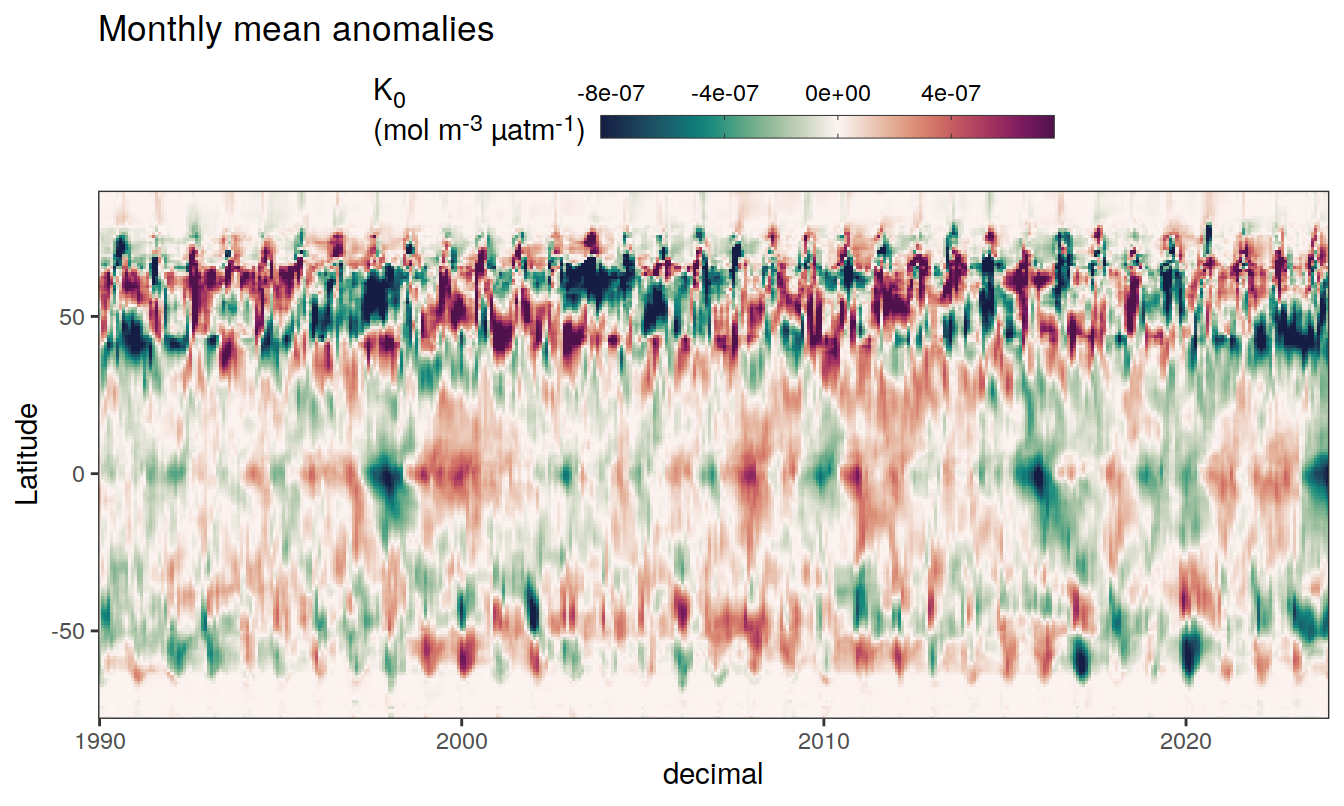 Monthly mean anomalies
K₀
(mol m⁻³ µatm⁻¹)
-8e-07 -4e-07 0e+00 4e-07
Latitude
50
0
-50
1990 2000 2010 2020
decimal